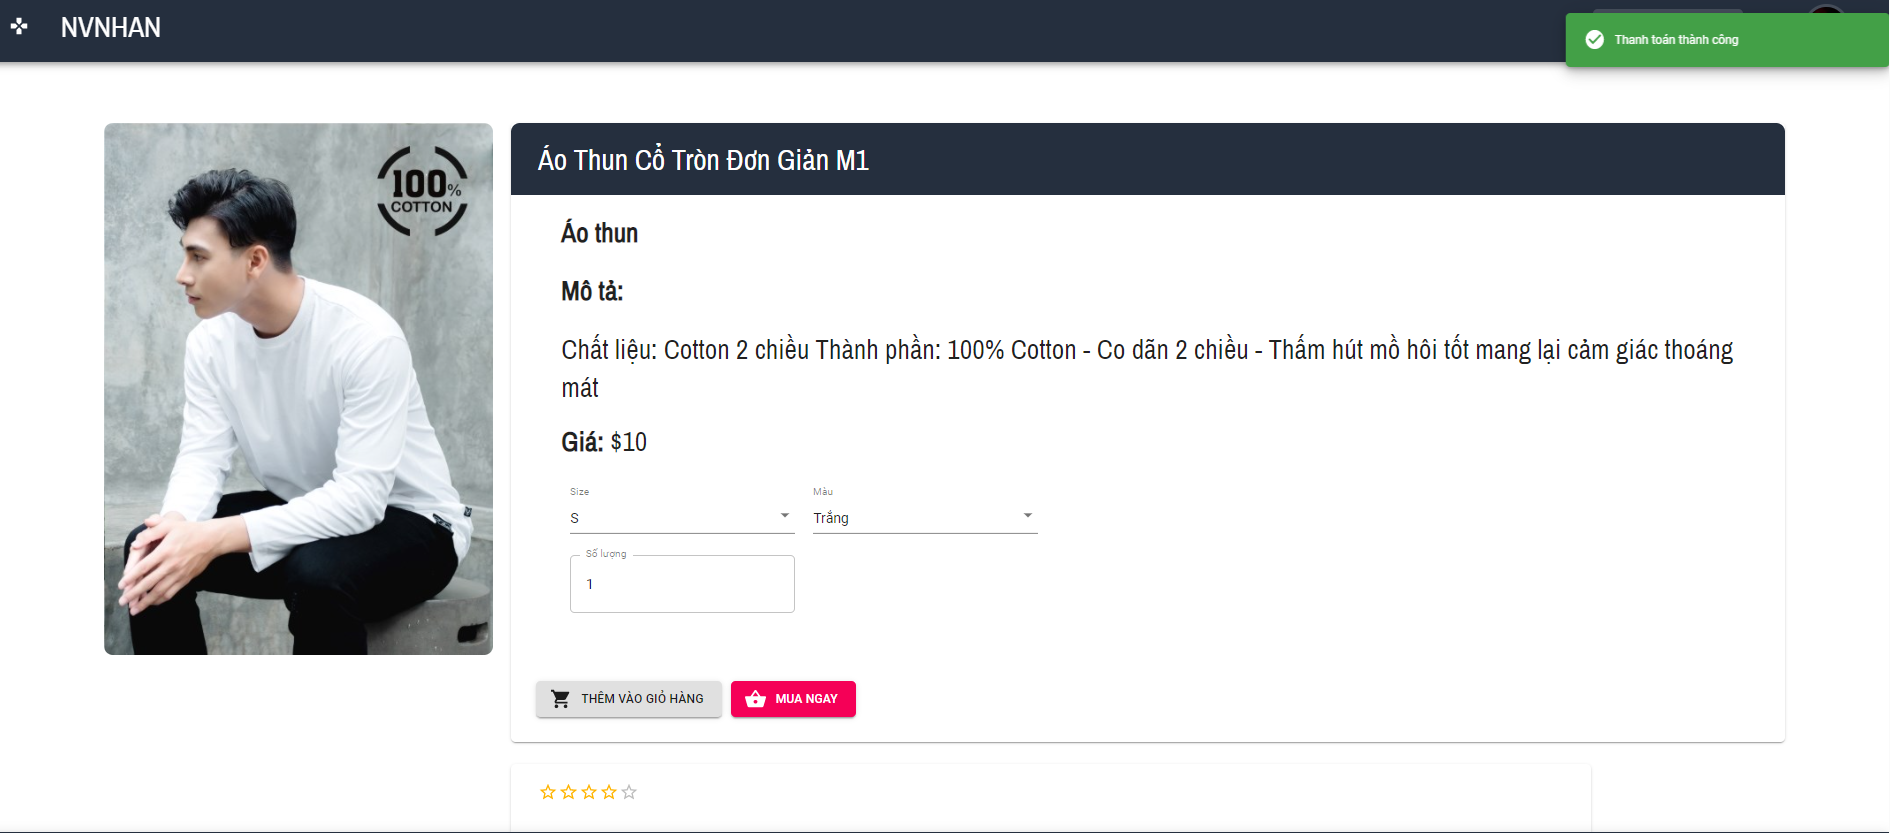 NVNHAN
Thanh toán thành công
100%
COTTON
Áo Thun Cổ Tròn Đơn Giản M1
Áo thun
Mô tả:
Chất liệu: Cotton 2 chiều Thành phần: 100% Cotton - Co dãn 2 chiều - Thấm hút mồ hôi tốt mang lại cảm giác thoáng
mát
Giá: $10
Size
Màu
S
Trắng
Số lượng
1
THÊM VÀO GIỎ HÀNG
MUA NGAY